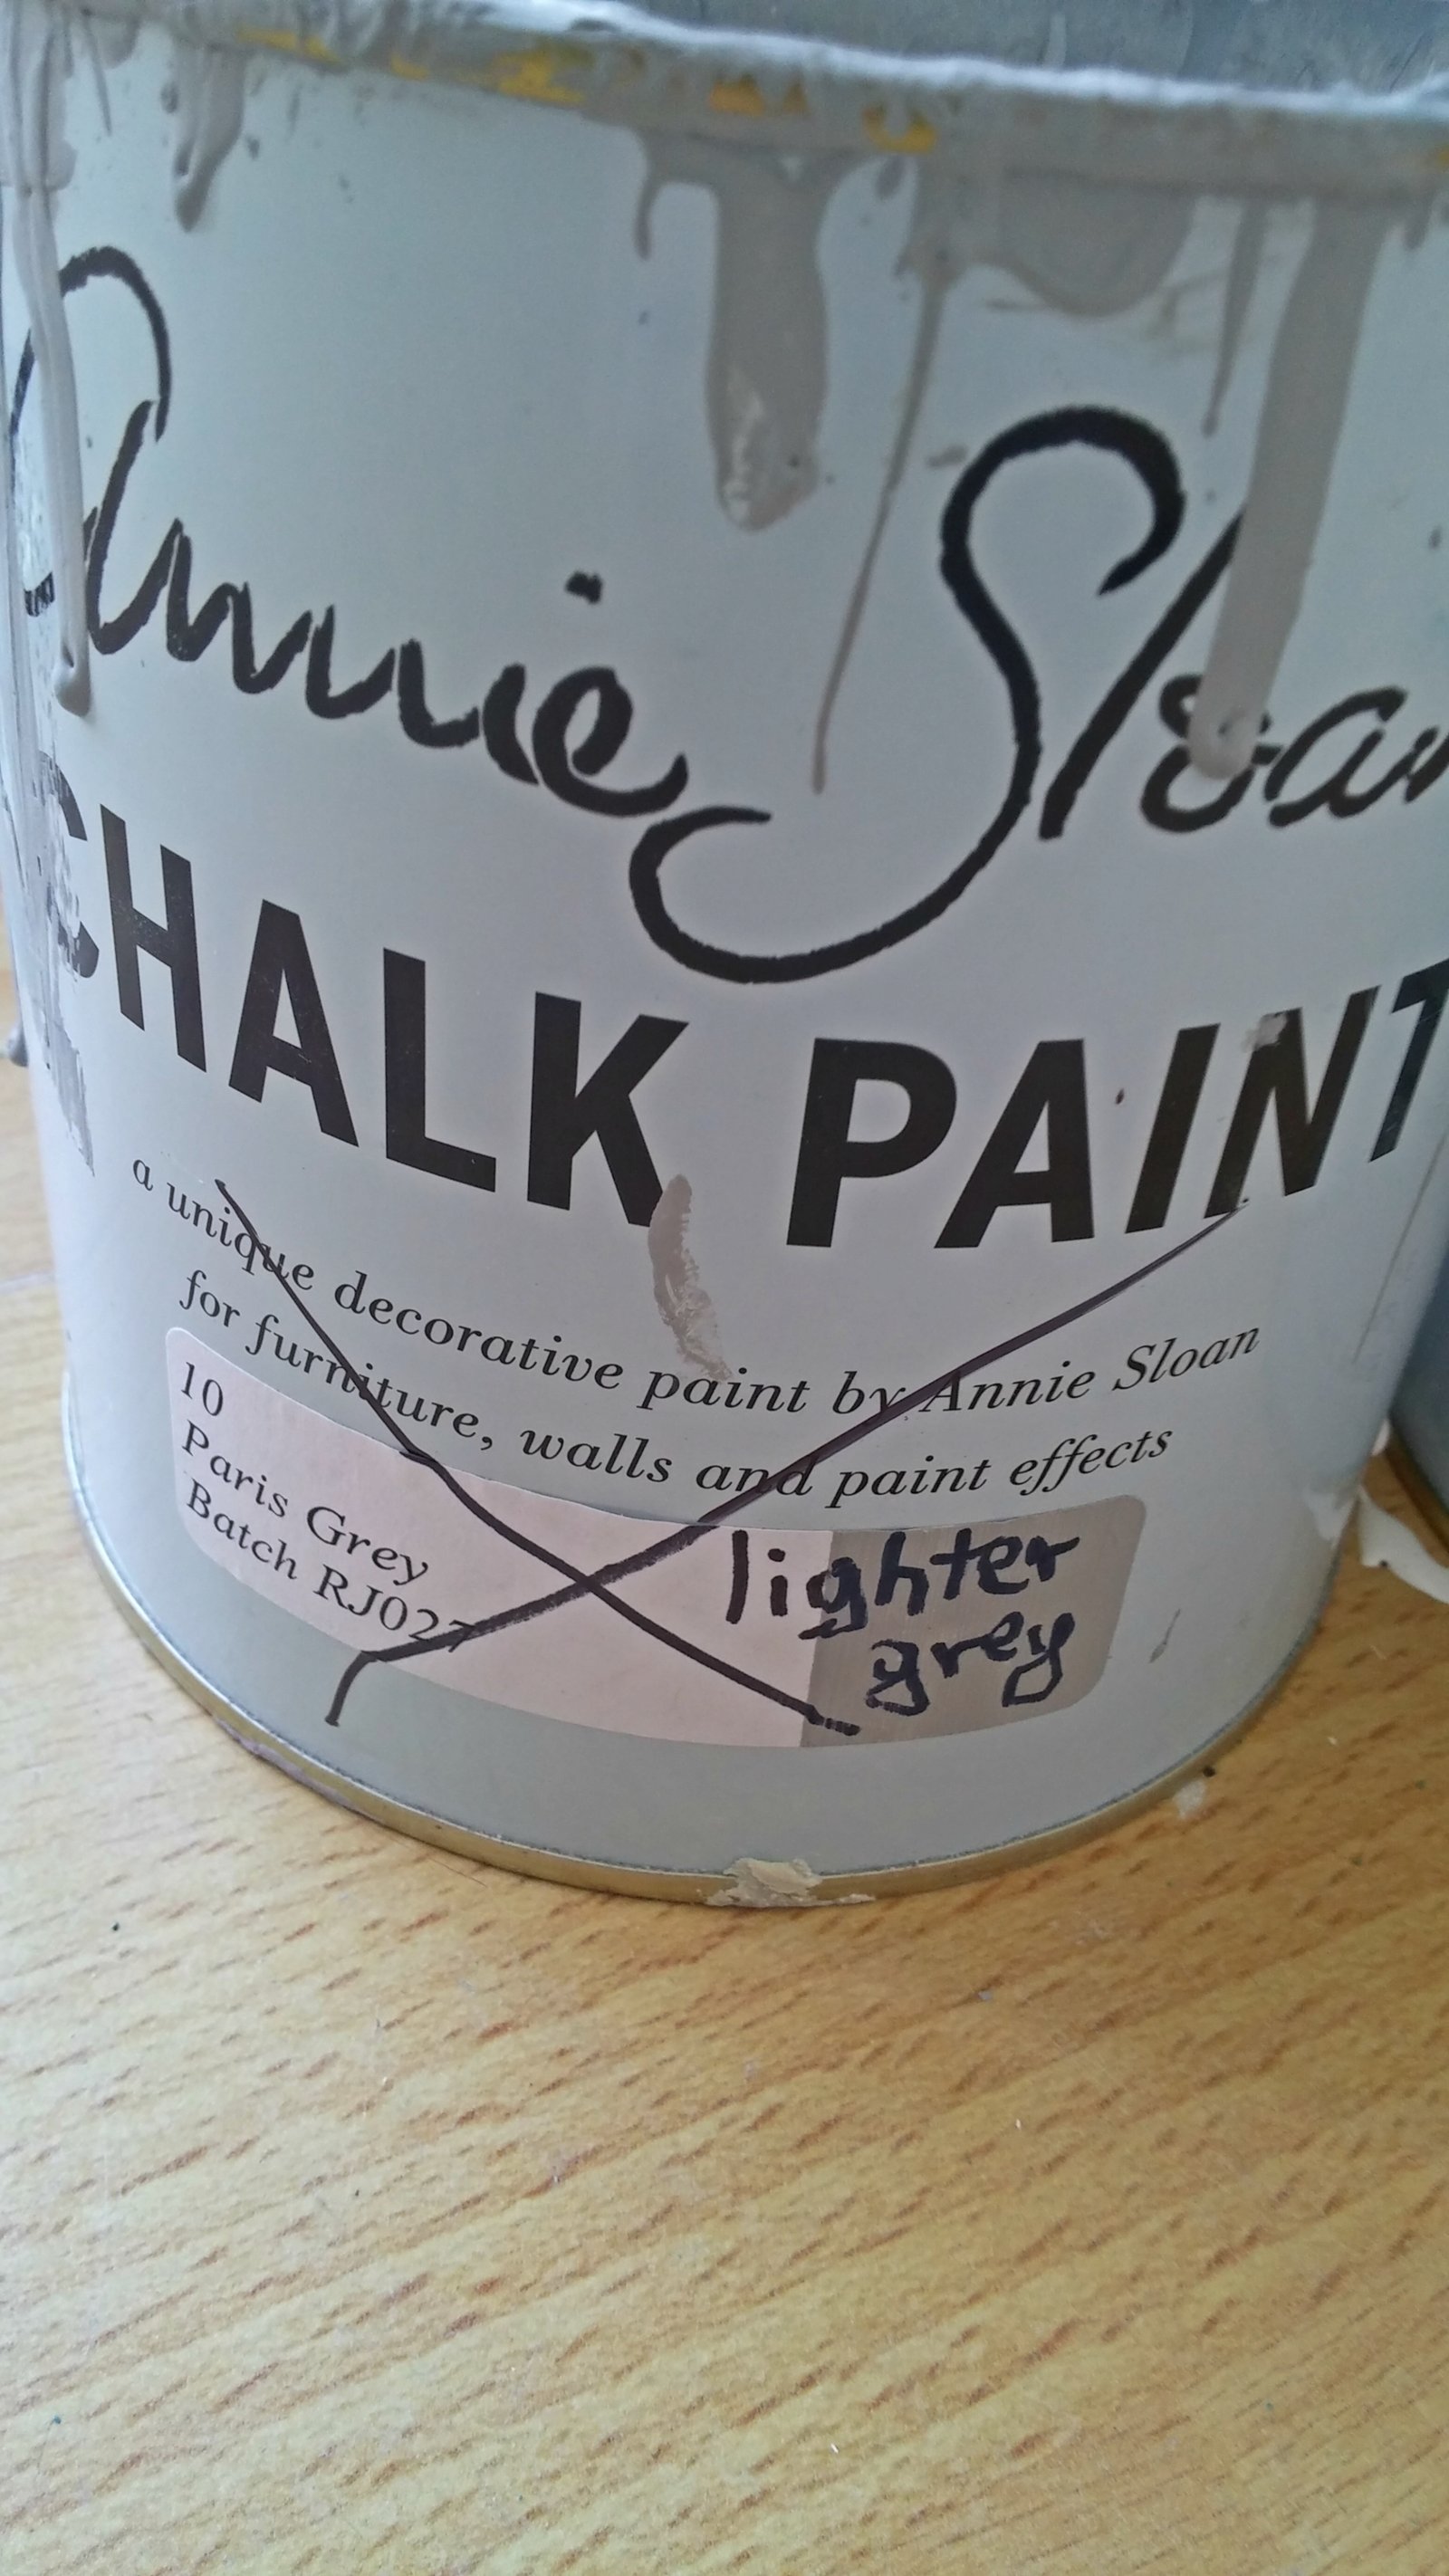 Annie Sloan
CHALK PAINT
a unique decorative paint by Annie Sloan
for furniture, walls and paint effects
10
Paris Grey
Batch RJ027
lighter
grey